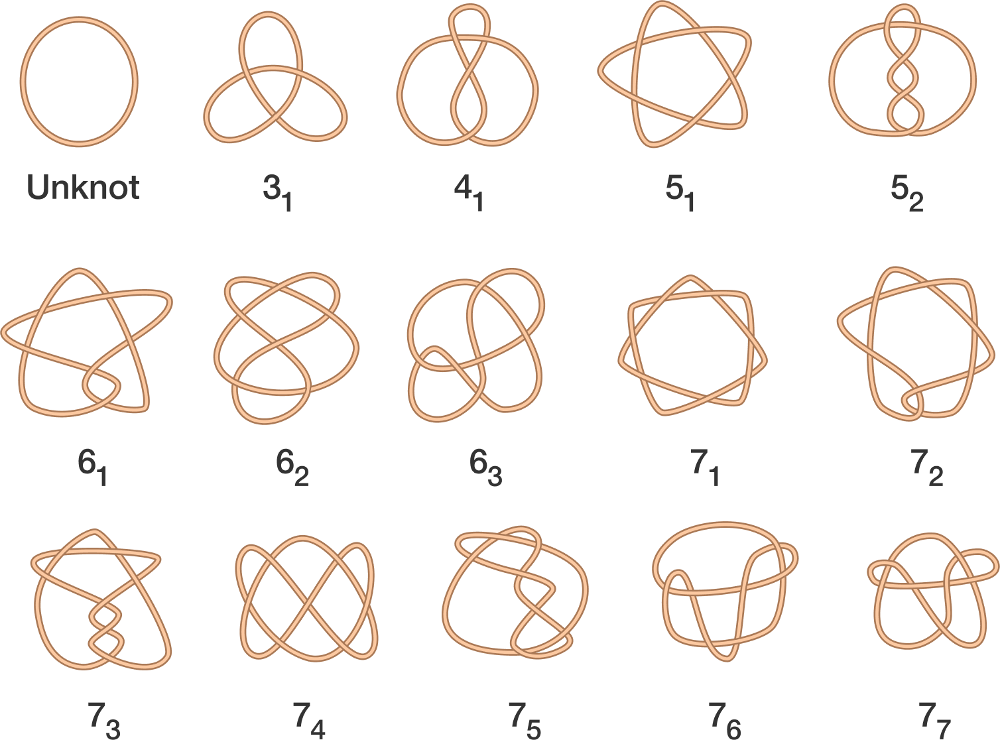 Unknot 3₁ 4₁ 5₁ 5₂
6₁ 6₂ 6₃ 7₁ 7₂
7₃ 7₄ 7₅ 7₆ 7₇